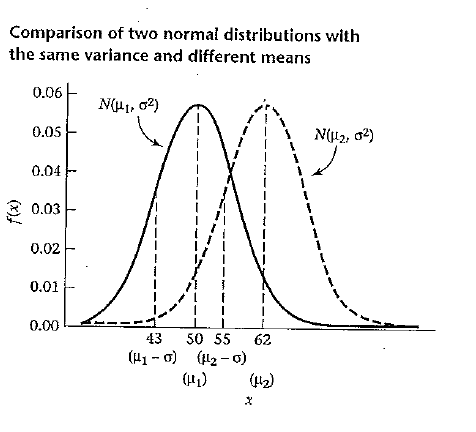 Comparison of two normal distributions with
the same variance and different means
0.06
N(μ₁, σ²)
0.05
N(μ₂, σ²)
0.04
f(x)
0.03
0.02
0.01
0.00
43 50 55 62
(μ₁ – σ) (μ₂ – σ)
(μ₁) (μ₂)
x